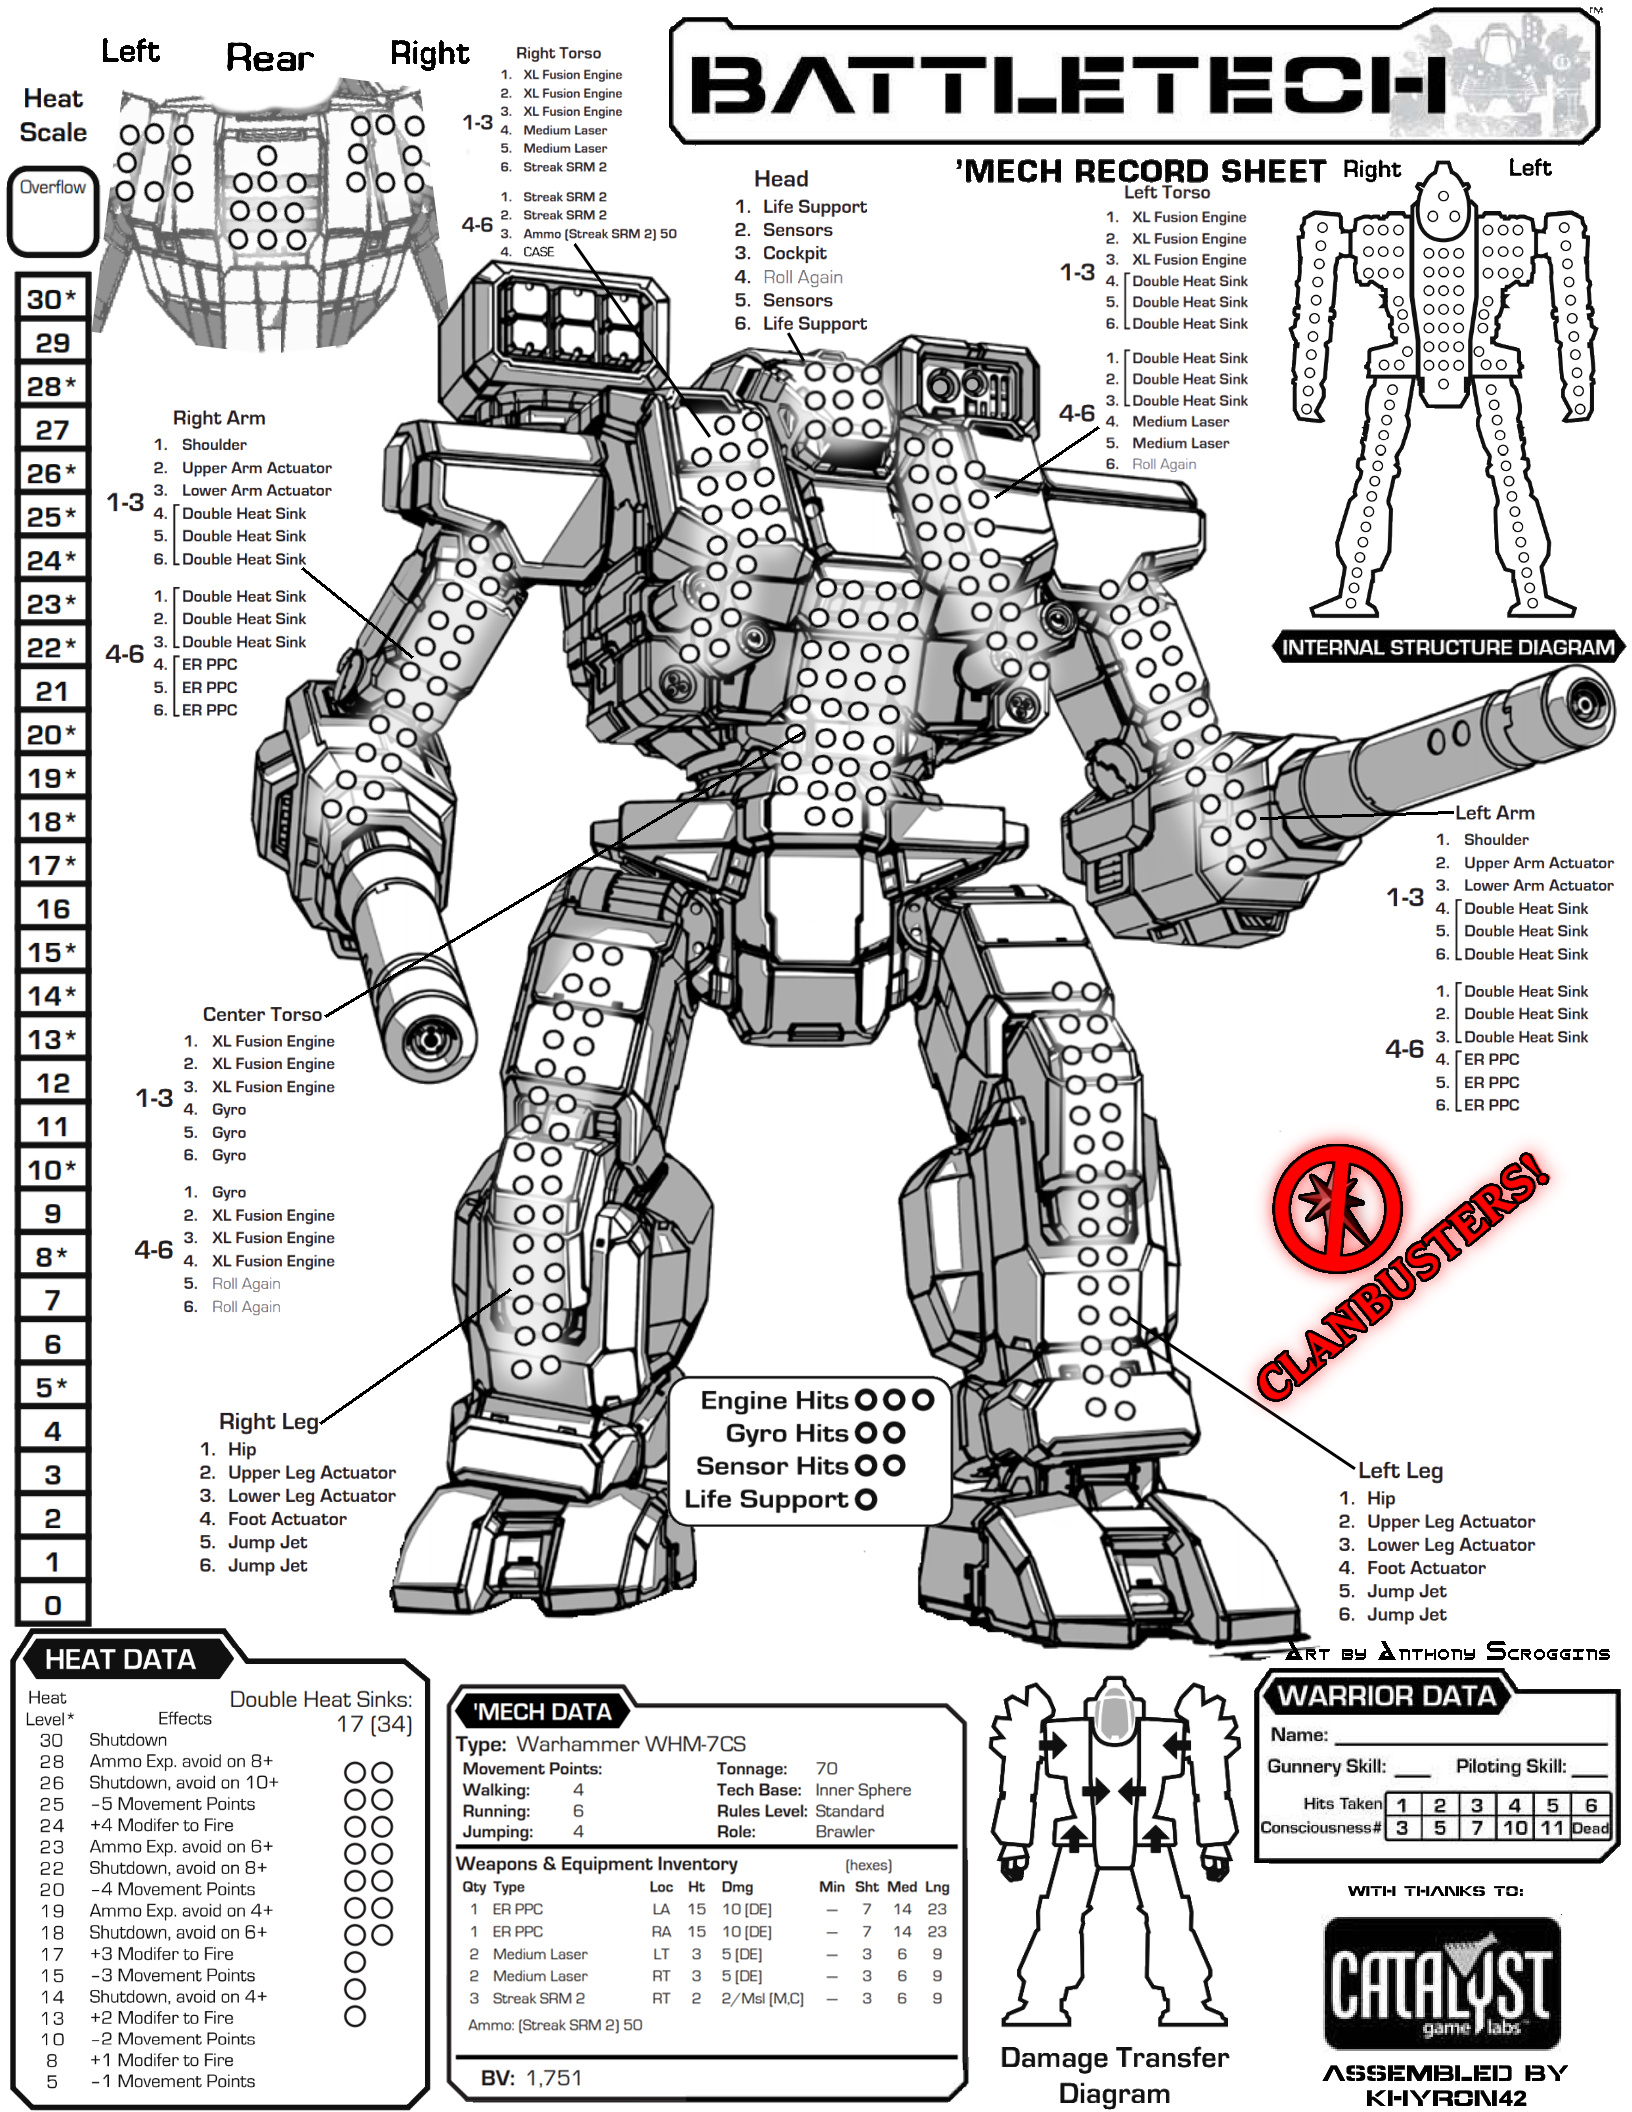 BATTLETECH™
'MECH RECORD SHEET
Left
Rear
Right
Heat
Scale
Overflow
30*
29
28*
27
26*
25*
24*
23*
22*
21
20*
19*
18*
17*
16
15*
14*
13*
12
11
10*
9
8*
7
6
5*
4
3
2
1
0
Right Torso
1-3
1. XL Fusion Engine
2. XL Fusion Engine
3. XL Fusion Engine
4. Medium Laser
5. Medium Laser
6. Streak SRM 2
4-6
1. Streak SRM 2
2. Streak SRM 2
3. Ammo (Streak SRM 2) 50
4. CASE
Head
1. Life Support
2. Sensors
3. Cockpit
4. Roll Again
5. Sensors
6. Life Support
Left Torso
1-3
1. XL Fusion Engine
2. XL Fusion Engine
3. XL Fusion Engine
4. Double Heat Sink
5. Double Heat Sink
6. Double Heat Sink
4-6
1. Double Heat Sink
2. Double Heat Sink
3. Double Heat Sink
4. Medium Laser
5. Medium Laser
6. Roll Again
Right
Left
INTERNAL STRUCTURE DIAGRAM
Right Arm
1-3
1. Shoulder
2. Upper Arm Actuator
3. Lower Arm Actuator
4. Double Heat Sink
5. Double Heat Sink
6. Double Heat Sink
4-6
1. Double Heat Sink
2. Double Heat Sink
3. Double Heat Sink
4. ER PPC
5. ER PPC
6. ER PPC
Left Arm
1-3
1. Shoulder
2. Upper Arm Actuator
3. Lower Arm Actuator
4. Double Heat Sink
5. Double Heat Sink
6. Double Heat Sink
4-6
1. Double Heat Sink
2. Double Heat Sink
3. Double Heat Sink
4. ER PPC
5. ER PPC
6. ER PPC
Center Torso
1-3
1. XL Fusion Engine
2. XL Fusion Engine
3. XL Fusion Engine
4. Gyro
5. Gyro
6. Gyro
4-6
1. Gyro
2. XL Fusion Engine
3. XL Fusion Engine
4. XL Fusion Engine
5. Roll Again
6. Roll Again
CLANBUSTERS!
Engine Hits
Gyro Hits
Sensor Hits
Life Support
Right Leg
1. Hip
2. Upper Leg Actuator
3. Lower Leg Actuator
4. Foot Actuator
5. Jump Jet
6. Jump Jet
Left Leg
1. Hip
2. Upper Leg Actuator
3. Lower Leg Actuator
4. Foot Actuator
5. Jump Jet
6. Jump Jet
Art by Anthony Scroggins
HEAT DATA
Heat
Level* Effects
Double Heat Sinks:
17 (34)
30 Shutdown
28 Ammo Exp. avoid on 8+
26 Shutdown, avoid on 10+
25 -5 Movement Points
24 +4 Modifer to Fire
23 Ammo Exp. avoid on 6+
22 Shutdown, avoid on 8+
20 -4 Movement Points
19 Ammo Exp. avoid on 4+
18 Shutdown, avoid on 6+
17 +3 Modifer to Fire
15 -3 Movement Points
14 Shutdown, avoid on 4+
13 +2 Modifer to Fire
10 -2 Movement Points
8 +1 Modifer to Fire
5 -1 Movement Points
'MECH DATA
Type: Warhammer WHM-7CS
Movement Points: Tonnage: 70
Walking: 4 Tech Base: Inner Sphere
Running: 6 Rules Level: Standard
Jumping: 4 Role: Brawler
Weapons & Equipment Inventory (hexes)
Qty Type Loc Ht Dmg Min Sht Med Lng
1 ER PPC LA 15 10 [DE] — 7 14 23
1 ER PPC RA 15 10 [DE] — 7 14 23
2 Medium Laser LT 3 5 [DE] — 3 6 9
2 Medium Laser RT 3 5 [DE] — 3 6 9
3 Streak SRM 2 RT 2 2/Msl [M,C] — 3 6 9
Ammo: (Streak SRM 2) 50
BV: 1,751
Damage Transfer
Diagram
WARRIOR DATA
Name:
Gunnery Skill: Piloting Skill:
Hits Taken 1 2 3 4 5 6
Consciousness# 3 5 7 10 11 Dead
WITH THANKS TO:
CATALYST
game labs™
ASSEMBLED BY
KHYRON42